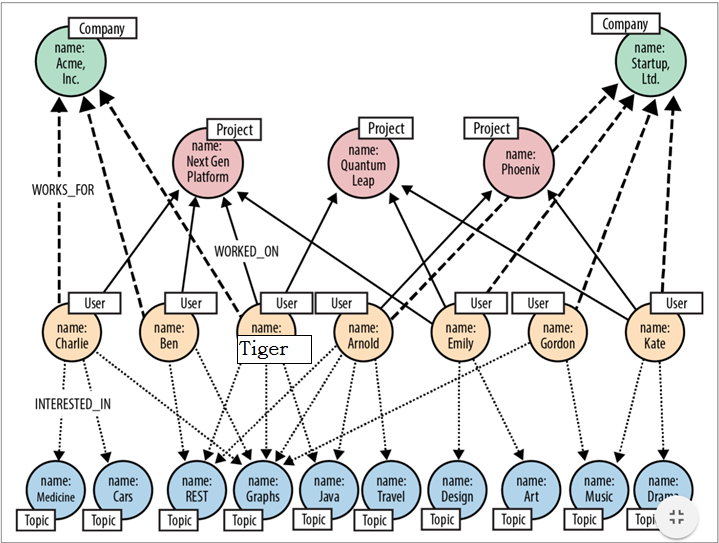 Company
name:
Acme,
Inc.
Company
name:
Startup,
Ltd.
Project
name:
Next Gen
Platform
Project
name:
Quantum
Leap
Project
name:
Phoenix
WORKS_FOR
WORKED_ON
User
name:
Charlie
User
name:
Ben
User
name:
Tiger
User
name:
Arnold
User
name:
Emily
User
name:
Gordon
User
name:
Kate
INTERESTED_IN
name:
Medicine
Topic
name:
Cars
Topic
name:
REST
Topic
name:
Graphs
Topic
name:
Java
Topic
name:
Travel
Topic
name:
Design
Topic
name:
Art
Topic
name:
Music
Topic
name:
Drama
Topic